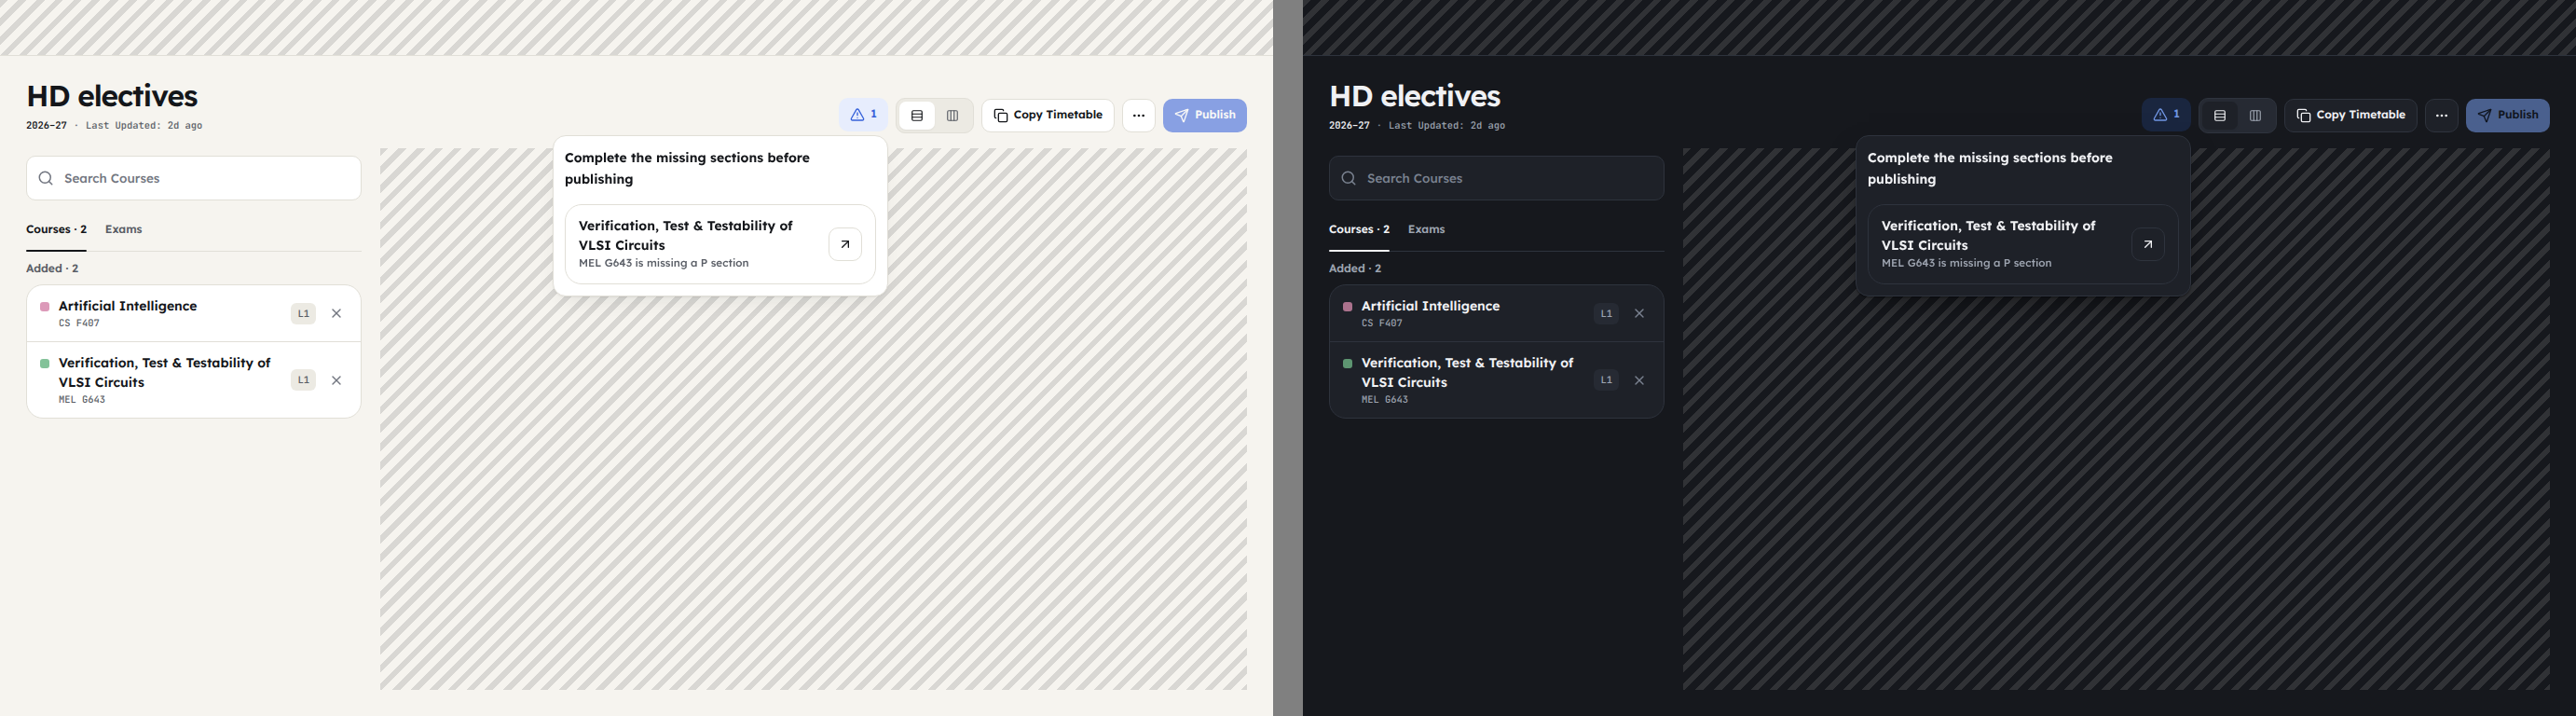 HD electives
2026-27 · Last Updated: 2d ago
1
Copy Timetable
Publish
Complete the missing sections before
publishing
Verification, Test & Testability of
VLSI Circuits
MEL G643 is missing a P section
Search Courses
Courses · 2
Exams
Added · 2
Artificial Intelligence
CS F407
L1
Verification, Test & Testability of
VLSI Circuits
MEL G643
L1
HD electives
2026-27 · Last Updated: 2d ago
1
Copy Timetable
Publish
Complete the missing sections before
publishing
Verification, Test & Testability of
VLSI Circuits
MEL G643 is missing a P section
Search Courses
Courses · 2
Exams
Added · 2
Artificial Intelligence
CS F407
L1
Verification, Test & Testability of
VLSI Circuits
MEL G643
L1